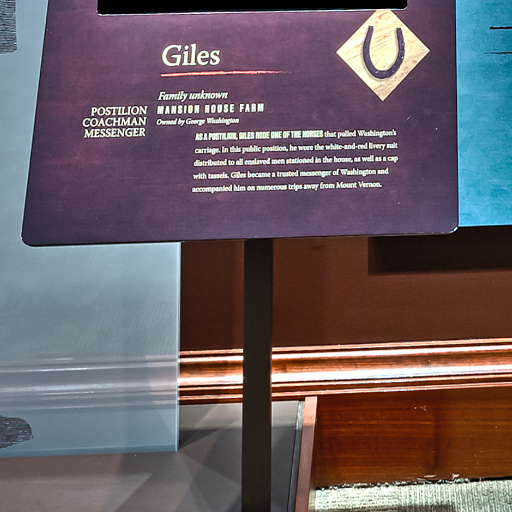 Giles
Family unknown
MANSION HOUSE FARM
Owned by George Washington
POSTILION
COACHMAN
MESSENGER
AS A POSTILION, GILES RODE ONE OF THE HORSES that pulled Washington's
carriage. In this public position, he wore the white-and-red livery suit
distributed to all enslaved men stationed in the house, as well as a cap
with tassels. Giles became a trusted messenger of Washington and
accompanied him on numerous trips away from Mount Vernon.